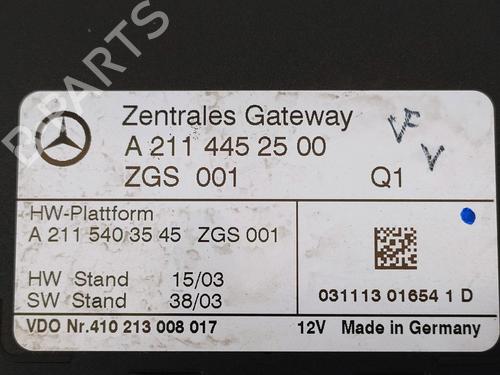 B-PARTS
Zentrales Gateway
A 211 445 25 00
ZGS 001 Q1
HW-Plattform
A 211 540 35 45 ZGS 001
HW Stand 15/03
SW Stand 38/03
031113 01654 1 D
VDO Nr.410 213 008 017 12V Made in Germany